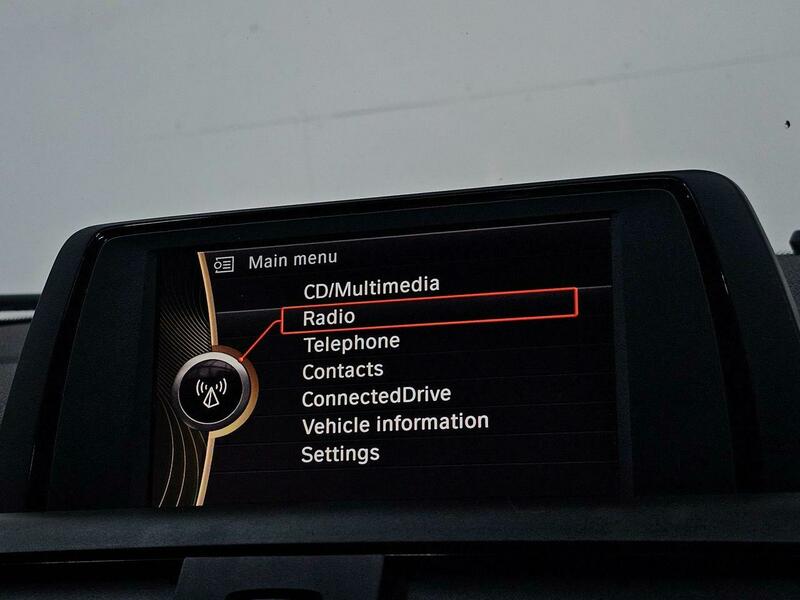 Main menu
CD/Multimedia
Radio
Telephone
Contacts
ConnectedDrive
Vehicle information
Settings